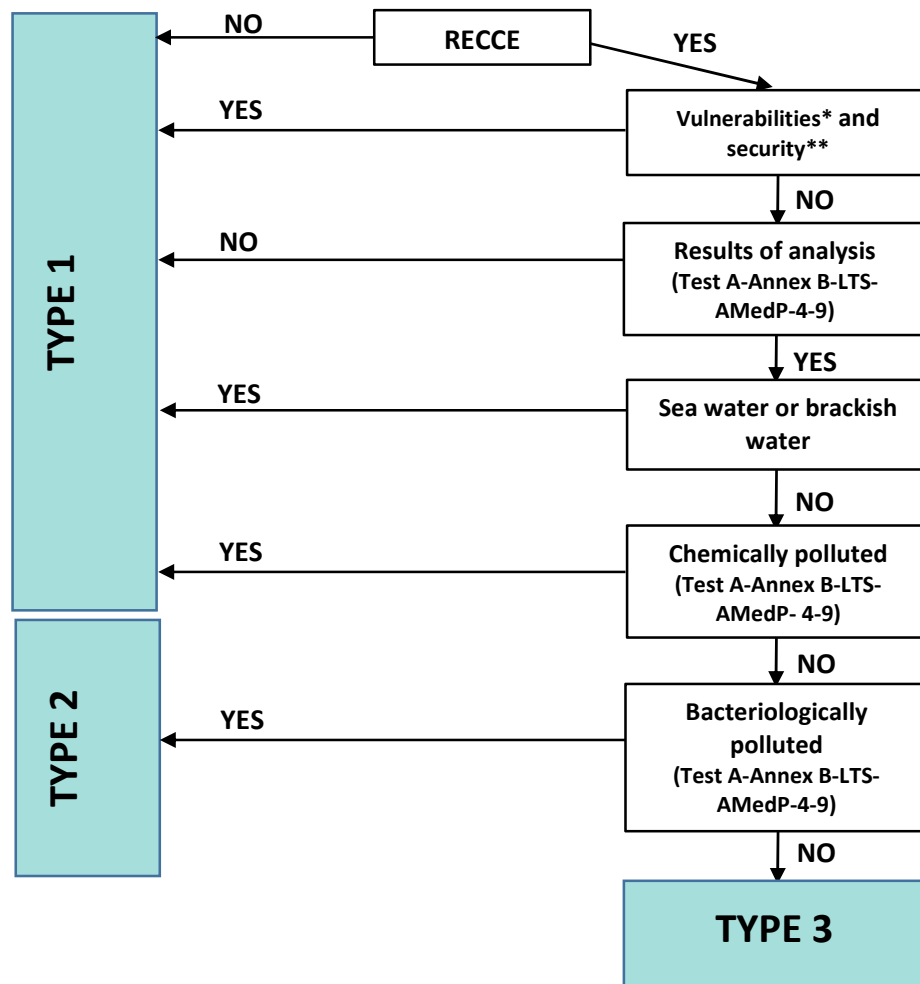 NO
RECCE
YES
YES
Vulnerabilities* and
security**
NO
NO
Results of analysis
(Test A-Annex B-LTS-
AMedP-4-9)
YES
TYPE 1
YES
Sea water or brackish
water
NO
YES
Chemically polluted
(Test A-Annex B-LTS-
AMedP- 4-9)
NO
TYPE 2
YES
Bacteriologically
polluted
(Test A-Annex B-LTS-
AMedP-4-9)
NO
TYPE 3